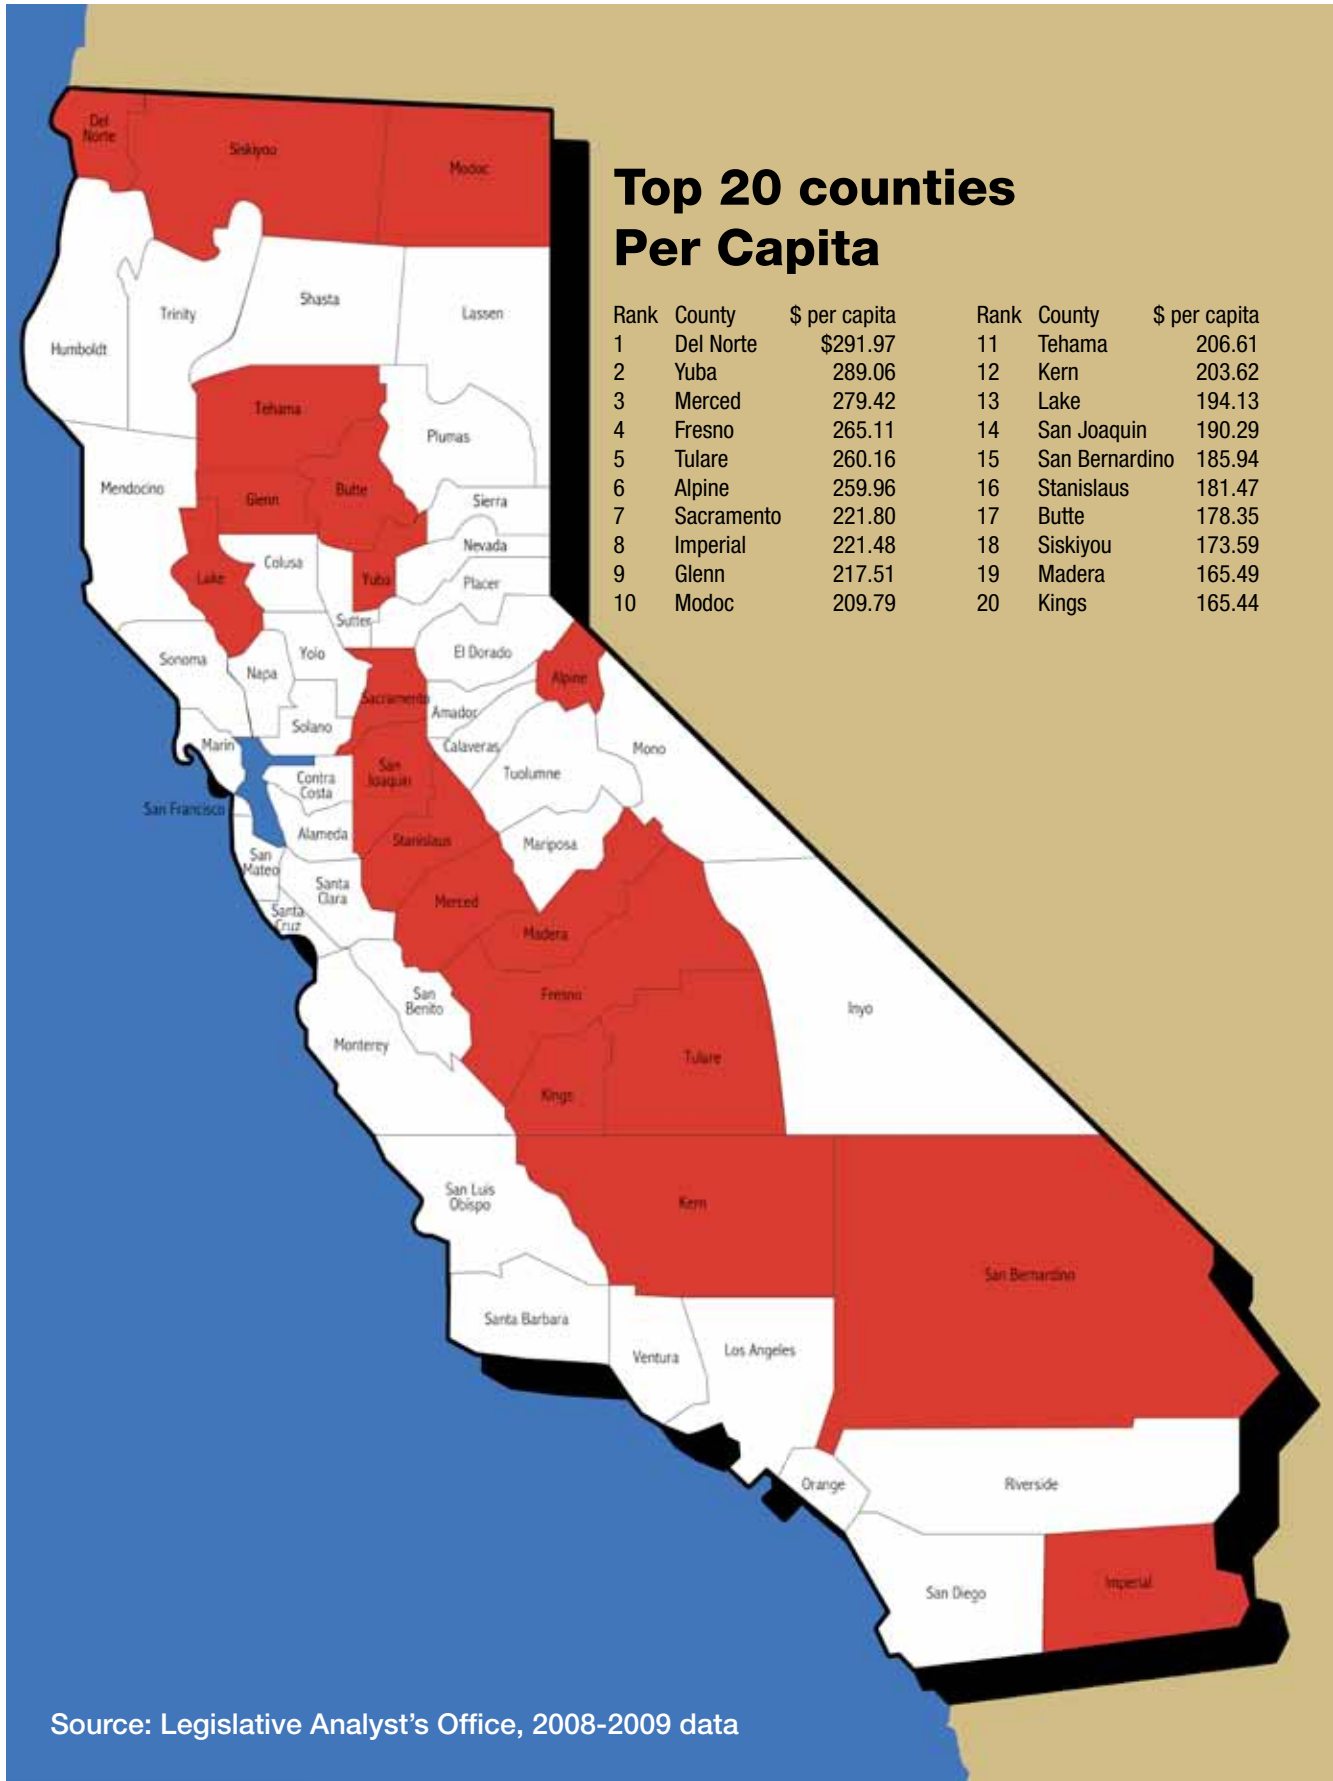 Top 20 counties
Per Capita
Rank County $ per capita
1 Del Norte $291.97
2 Yuba 289.06
3 Merced 279.42
4 Fresno 265.11
5 Tulare 260.16
6 Alpine 259.96
7 Sacramento 221.80
8 Imperial 221.48
9 Glenn 217.51
10 Modoc 209.79
Rank County $ per capita
11 Tehama 206.61
12 Kern 203.62
13 Lake 194.13
14 San Joaquin 190.29
15 San Bernardino 185.94
16 Stanislaus 181.47
17 Butte 178.35
18 Siskiyou 173.59
19 Madera 165.49
20 Kings 165.44
Del
Norte
Siskiyou
Modoc
Shasta
Trinity
Lassen
Humboldt
Tehama
Plumas
Mendocino
Glenn
Butte
Sierra
Nevada
Colusa
Lake
Yuba
Placer
Sutter
Yolo
El Dorado
Sonoma
Napa
Alpine
Sacramento
Amador
Solano
Marin
Calaveras
Mono
San
Joaquin
Tuolumne
Contra
Costa
San Francisco
Alameda
Stanislaus
Mariposa
San
Mateo
Santa
Clara
Merced
Santa
Cruz
Madera
San
Benito
Fresno
Inyo
Monterey
Tulare
Kings
San Luis
Obispo
Kern
San Bernardino
Santa Barbara
Ventura
Los Angeles
Orange
Riverside
San Diego
Imperial
Source: Legislative Analyst’s Office, 2008-2009 data